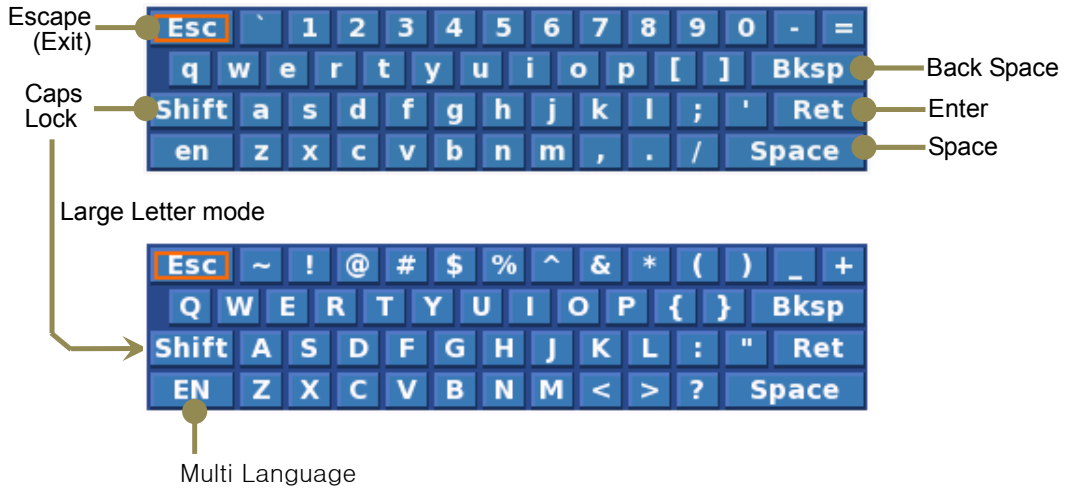 Escape
(Exit)
Esc ` 1 2 3 4 5 6 7 8 9 0 - =
q w e r t y u i o p [ ] Bksp
Back Space
Caps
Lock
Shift a s d f g h j k l ; ' Ret
Enter
en z x c v b n m , . / Space
Space
Large Letter mode
Esc ~ ! @ # $ % ^ & * ( ) _ +
Q W E R T Y U I O P { } Bksp
Shift A S D F G H J K L : " Ret
EN Z X C V B N M < > ? Space
Multi Language